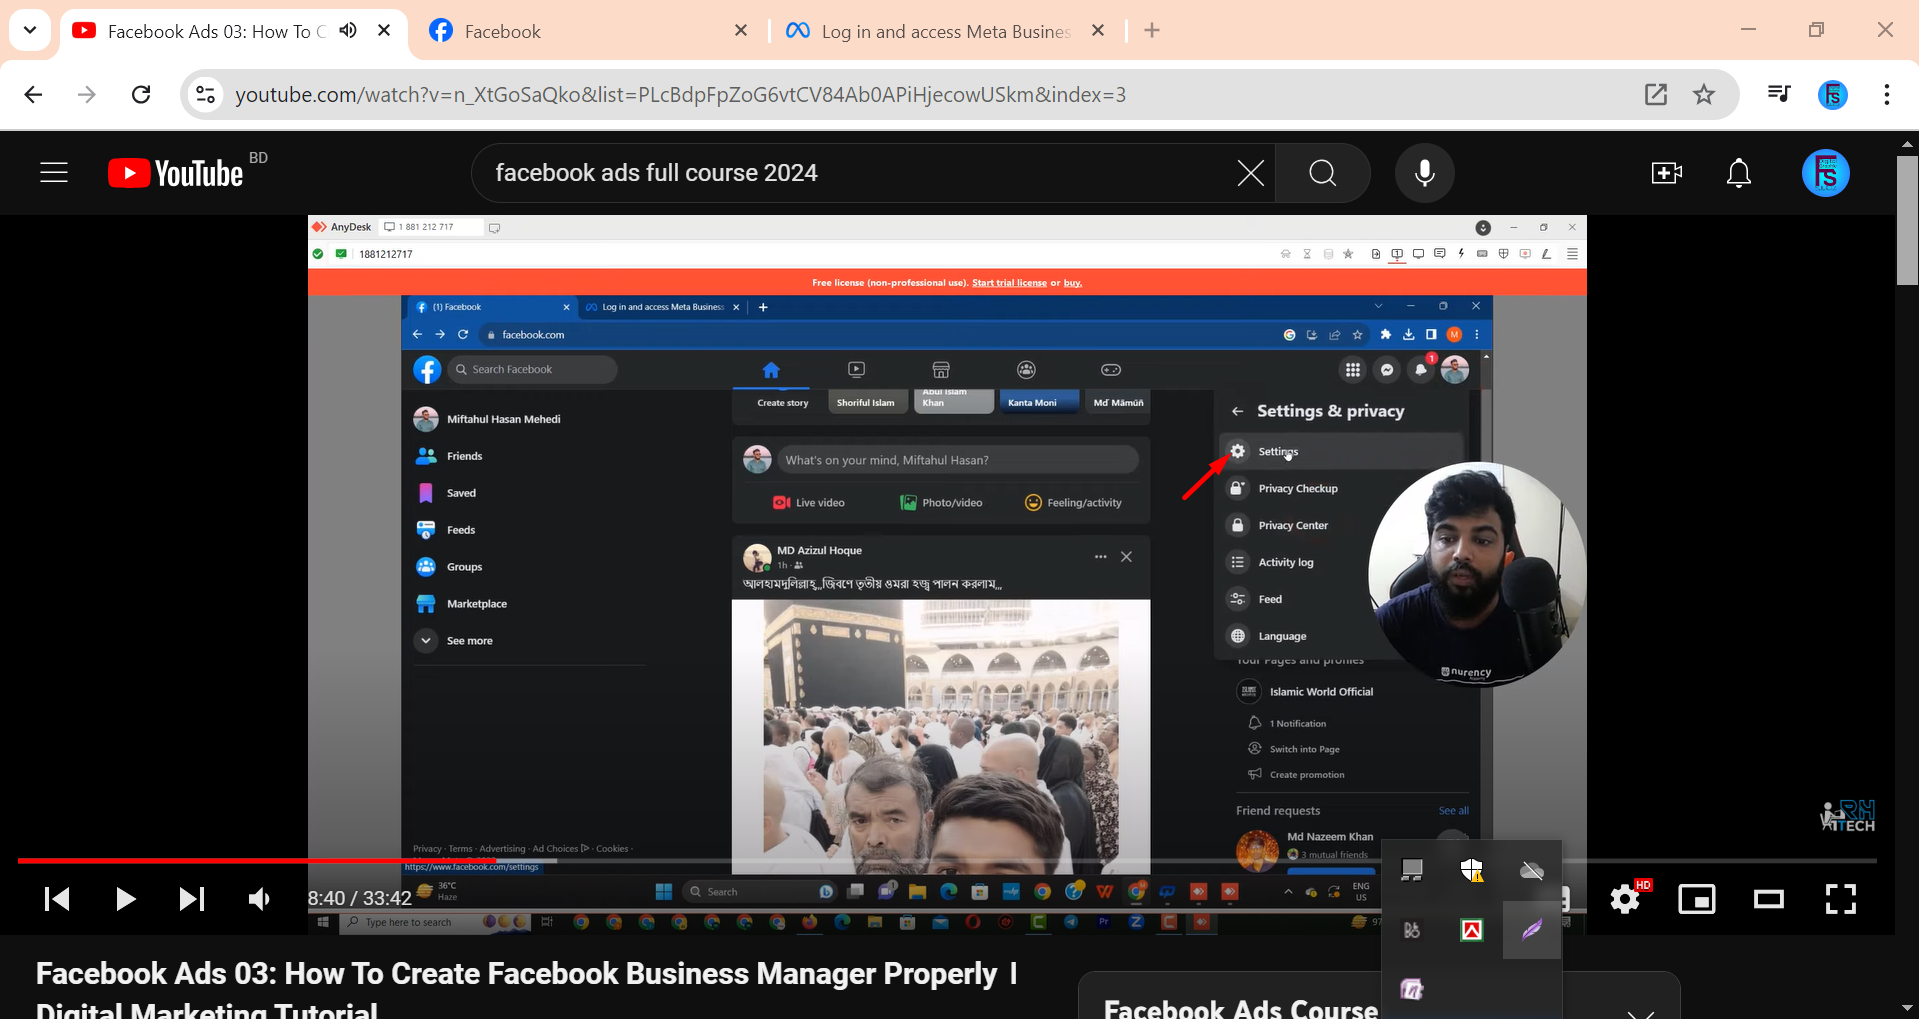 Facebook Ads 03: How To C
Facebook
Log in and access Meta Busines
youtube.com/watch?v=n_XtGoSaQko&list=PLcBdpFpZoG6vtCV84Ab0APiHjecowUSkm&index=3
YouTube BD
facebook ads full course 2024
AnyDesk
1 881 212 717
1881212717
Free license (non-professional use). Start trial license or buy.
(1) Facebook
Log in and access Meta Business
facebook.com
M
Search Facebook
1
Miftahul Hasan Mehedi
Friends
Saved
Feeds
Groups
Marketplace
See more
Create story
Shoriful Islam
Abul Islam
Khan
Kanta Moni
Md Mámúñ
What's on your mind, Miftahul Hasan?
Live video
Photo/video
Feeling/activity
MD Azizul Hoque
1h
আলহামদুলিল্লাহ্,,,জিবণে তৃতীয় ওমরা হজ্ব পালন করলাম,,,
Settings & privacy
Settings
Privacy Checkup
Privacy Center
Activity log
Feed
Language
nurency
Your Pages and profiles
Islamic World Official
1 Notification
Switch into Page
Create promotion
Friend requests
See all
Md Nazeem Khan
3 mutual friends
RH
TECH
Privacy · Terms · Advertising · Ad Choices · Cookies ·
https://www.facebook.com/settings
36°C
Haze
Search
ENG
US
8:40 / 33:42
HD
Type here to search
Facebook Ads 03: How To Create Facebook Business Manager Properly I
Digital Marketing Tutorial
Facebook Ads Course